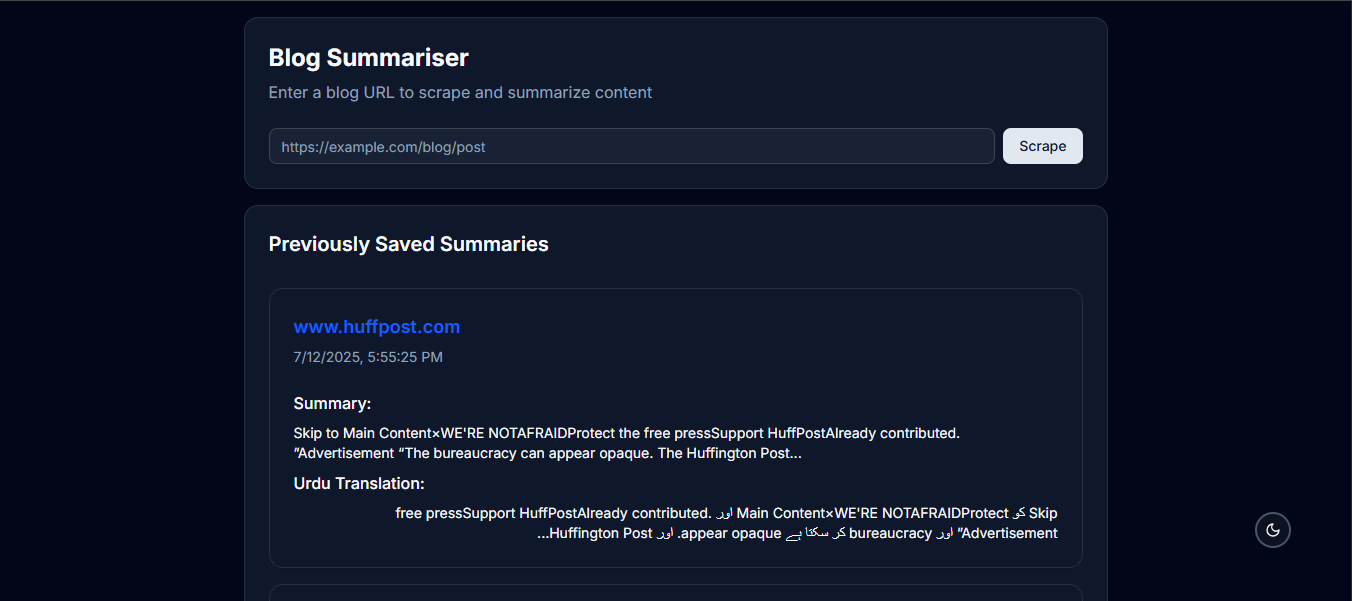 Blog Summariser
Enter a blog URL to scrape and summarize content
https://example.com/blog/post
Scrape
Previously Saved Summaries
www.huffpost.com
7/12/2025, 5:55:25 PM
Summary:
Skip to Main Content×WE'RE NOTAFRAIDProtect the free pressSupport HuffPostAlready contributed.
”Advertisement “The bureaucracy can appear opaque. The Huffington Post...
Urdu Translation:
Skip کو Main Content×WE'RE NOTAFRAIDProtect اور free pressSupport HuffPostAlready contributed.
”Advertisement اور bureaucracy کر سکتا ہے appear opaque. اور Huffington Post...